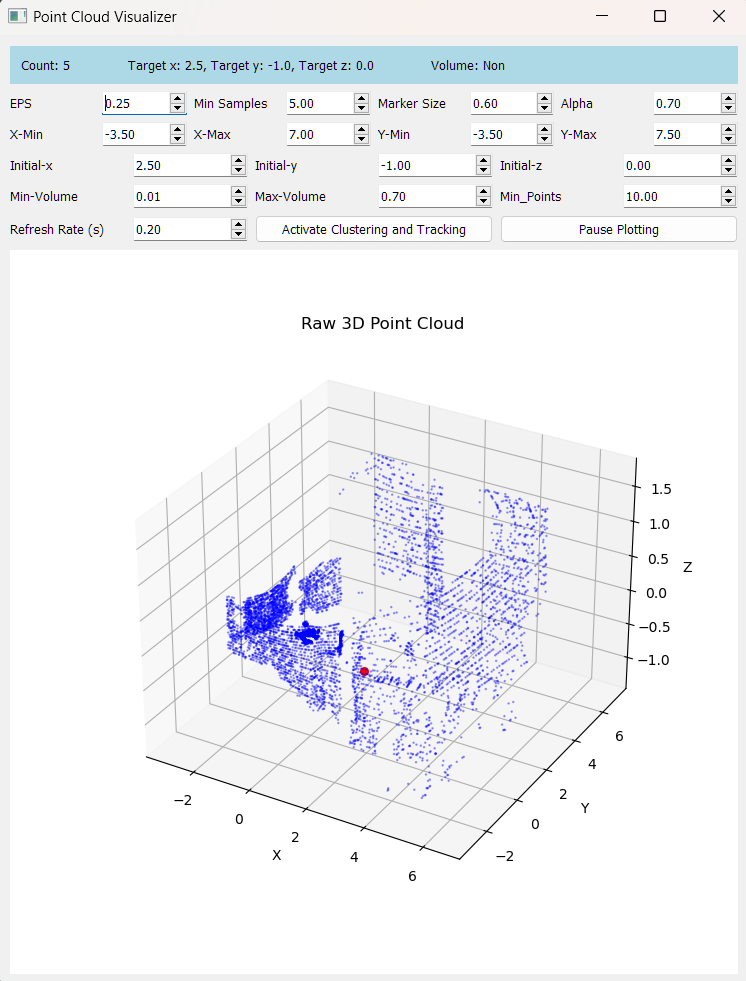 Point Cloud Visualizer
Count: 5 Target x: 2.5, Target y: -1.0, Target z: 0.0 Volume: Non
EPS 0.25 Min Samples 5.00 Marker Size 0.60 Alpha 0.70
X-Min -3.50 X-Max 7.00 Y-Min -3.50 Y-Max 7.50
Initial-x 2.50 Initial-y -1.00 Initial-z 0.00
Min-Volume 0.01 Max-Volume 0.70 Min_Points 10.00
Refresh Rate (s) 0.20 Activate Clustering and Tracking Pause Plotting
Raw 3D Point Cloud
1.5
1.0
0.5
Z
0.0
−0.5
−1.0
6
4
2
Y
0
−2
−2
0
2
4
6
X